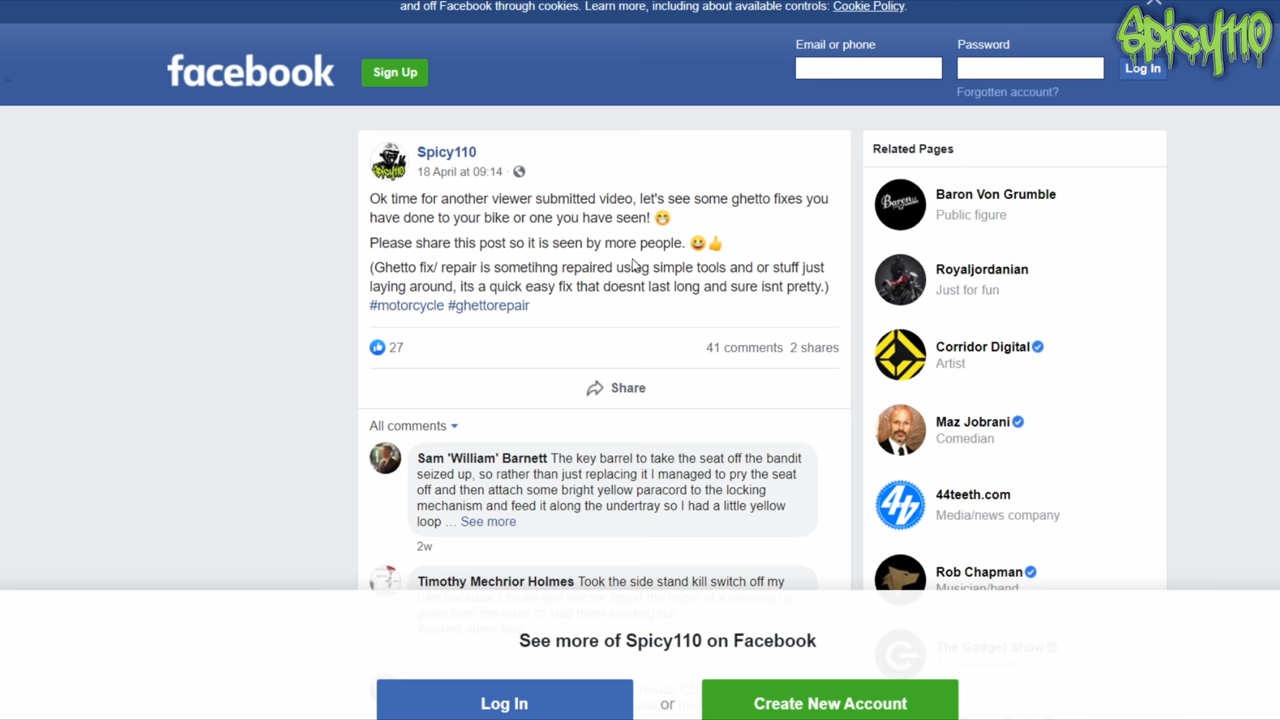 and off Facebook through cookies. Learn more, including about available controls: Cookie Policy.
Spicy110
facebook
Sign Up
Email or phone
Password
Log In
Forgotten account?
Spicy110
18 April at 09:14
Ok time for another viewer submitted video, let's see some ghetto fixes you
have done to your bike or one you have seen! 😁
Please share this post so it is seen by more people. 😀👍
(Ghetto fix/ repair is sometihng repaired using simple tools and or stuff just
laying around, its a quick easy fix that doesnt last long and sure isnt pretty.)
#motorcycle #ghettorepair
27
41 comments 2 shares
Share
All comments
Sam 'William' Barnett The key barrel to take the seat off the bandit
seized up, so rather than just replacing it I managed to pry the seat
off and then attach some bright yellow paracord to the locking
mechanism and feed it along the undertray so I had a little yellow
loop ... See more
2w
Timothy Mechrior Holmes Took the side stand kill switch off my
Related Pages
Baron Von Grumble
Public figure
Royaljordanian
Just for fun
Corridor Digital
Artist
Maz Jobrani
Comedian
44teeth.com
Media/news company
Rob Chapman
Musician/band
The Gadget Show
See more of Spicy110 on Facebook
Log In
or
Create New Account